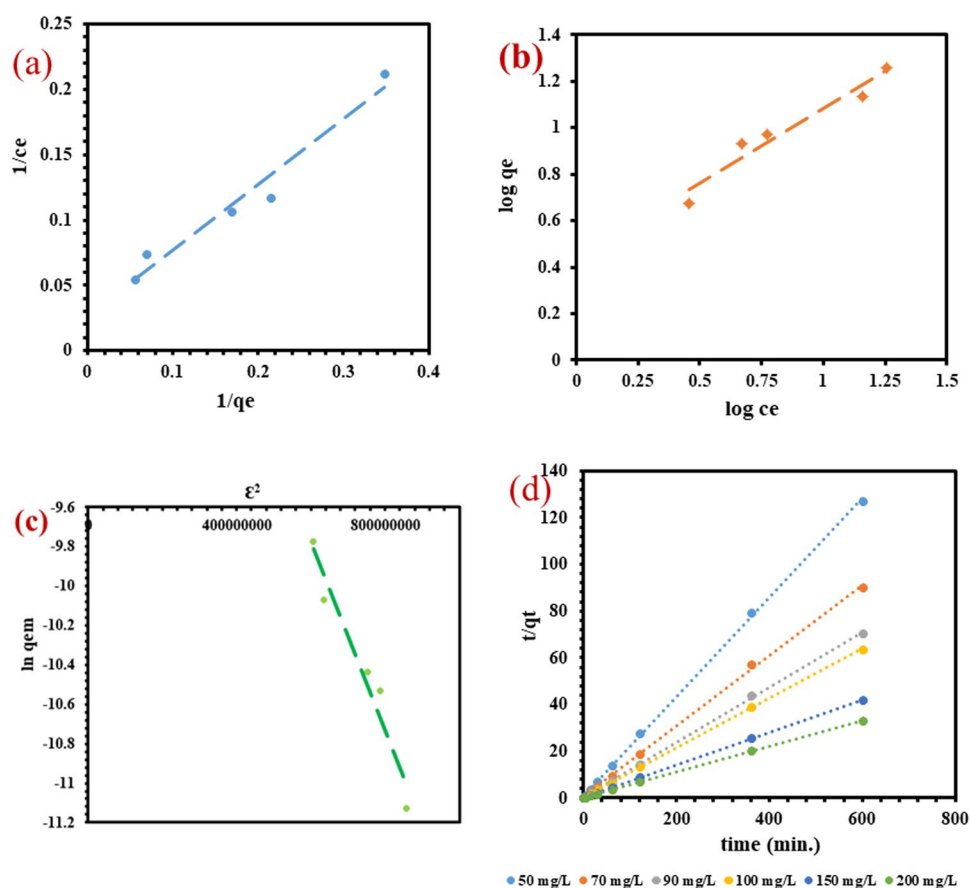 (a)
0.25
0.2
0.15
0.1
0.05
0
1/ce
0 0.1 0.2 0.3 0.4
1/qe
(b)
1.4
1.2
1
0.8
0.6
0.4
0.2
0
log qe
0 0.25 0.5 0.75 1 1.25 1.5
log ce
(c)
ε²
0 400000000 800000000
-9.6
-9.8
-10
-10.2
-10.4
-10.6
-10.8
-11
-11.2
ln qem
(d)
140
120
100
80
60
40
20
0
t/qt
0 200 400 600 800
time (min.)
50 mg/L 70 mg/L 90 mg/L 100 mg/L 150 mg/L 200 mg/L